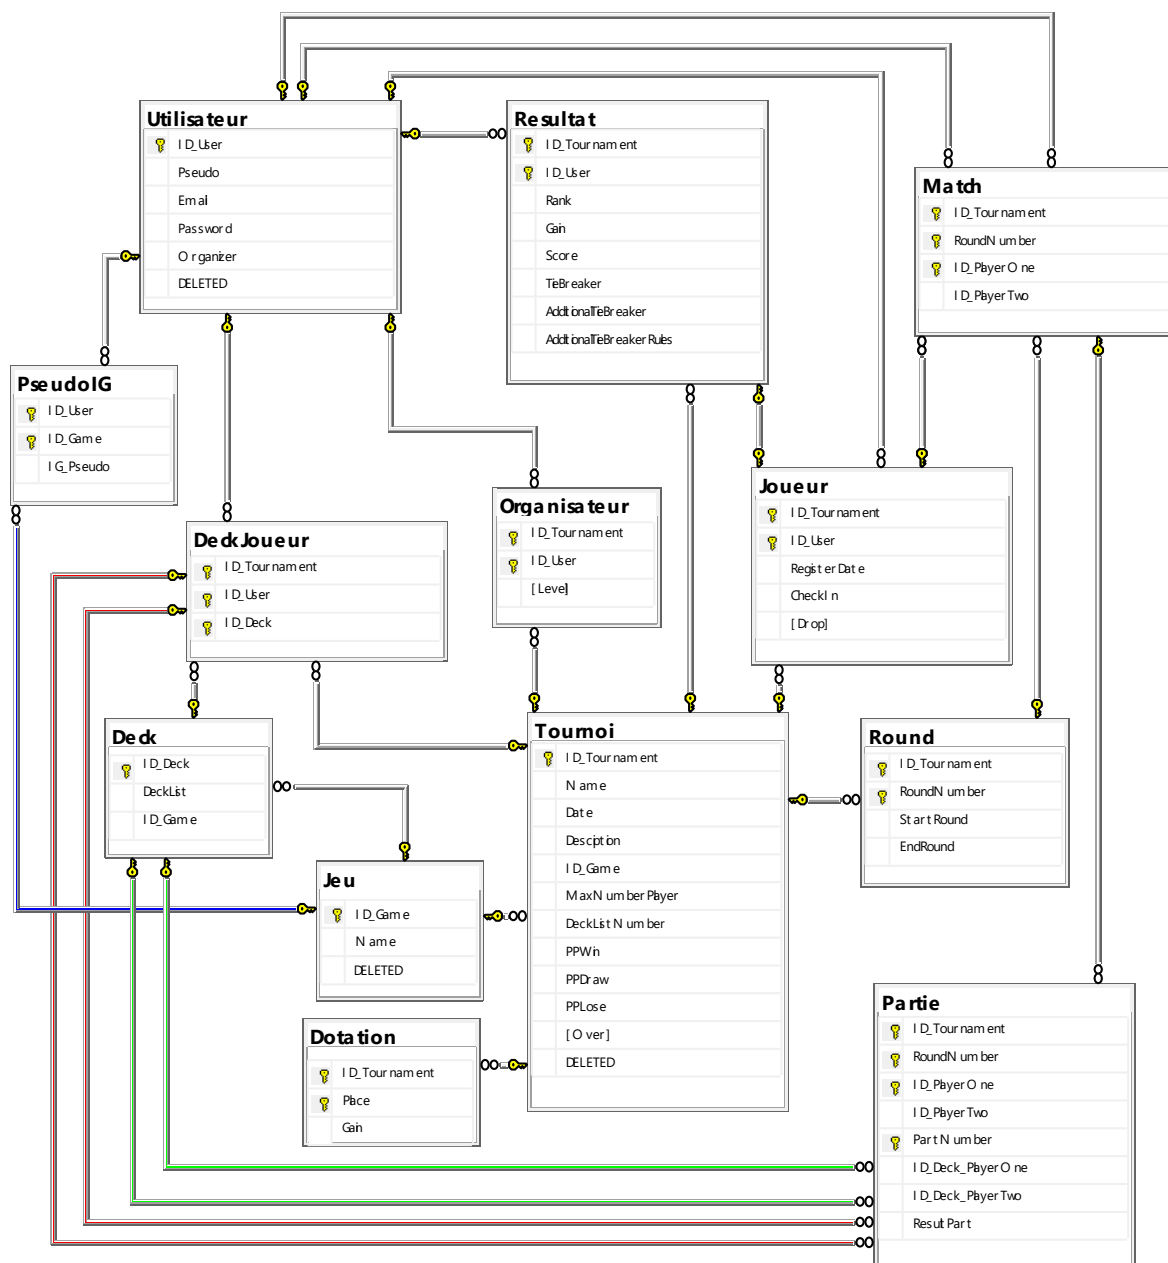 Utilisateur
ID_User
Pseudo
Email
Password
Organizer
DELETED
Resultat
ID_Tournament
ID_User
Rank
Gain
Score
TieBreaker
AdditionalTieBreaker
AdditionalTieBreakerRules
Match
ID_Tournament
RoundNumber
ID_PlayerOne
ID_PlayerTwo
PseudoIG
ID_User
ID_Game
IG_Pseudo
DeckJoueur
ID_Tournament
ID_User
ID_Deck
Organisateur
ID_Tournament
ID_User
[Level]
Joueur
ID_Tournament
ID_User
RegisterDate
CheckIn
[Drop]
Deck
ID_Deck
DeckList
ID_Game
Tournoi
ID_Tournament
Name
Date
Desciption
ID_Game
MaxNumberPlayer
DeckListNumber
PPWin
PPDraw
PPLose
[Over]
DELETED
Round
ID_Tournament
RoundNumber
StartRound
EndRound
Jeu
ID_Game
Name
DELETED
Dotation
ID_Tournament
Place
Gain
Partie
ID_Tournament
RoundNumber
ID_PlayerOne
ID_PlayerTwo
PartNumber
ID_Deck_PlayerOne
ID_Deck_PlayerTwo
ResultPart